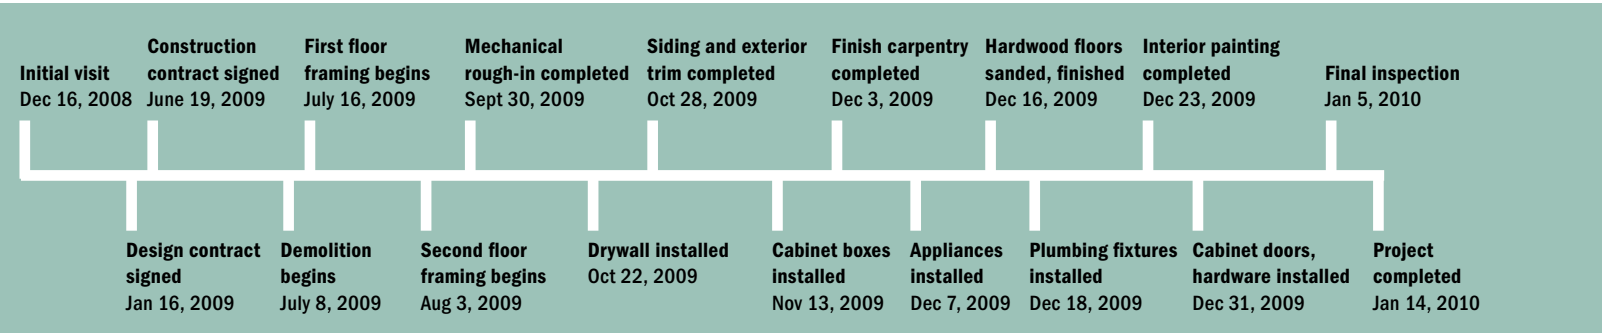 Initial visit
Dec 16, 2008
Construction
contract signed
June 19, 2009
First floor
framing begins
July 16, 2009
Mechanical
rough-in completed
Sept 30, 2009
Siding and exterior
trim completed
Oct 28, 2009
Finish carpentry
completed
Dec 3, 2009
Hardwood floors
sanded, finished
Dec 16, 2009
Interior painting
completed
Dec 23, 2009
Final inspection
Jan 5, 2010
Design contract
signed
Jan 16, 2009
Demolition
begins
July 8, 2009
Second floor
framing begins
Aug 3, 2009
Drywall installed
Oct 22, 2009
Cabinet boxes
installed
Nov 13, 2009
Appliances
installed
Dec 7, 2009
Plumbing fixtures
installed
Dec 18, 2009
Cabinet doors,
hardware installed
Dec 31, 2009
Project
completed
Jan 14, 2010